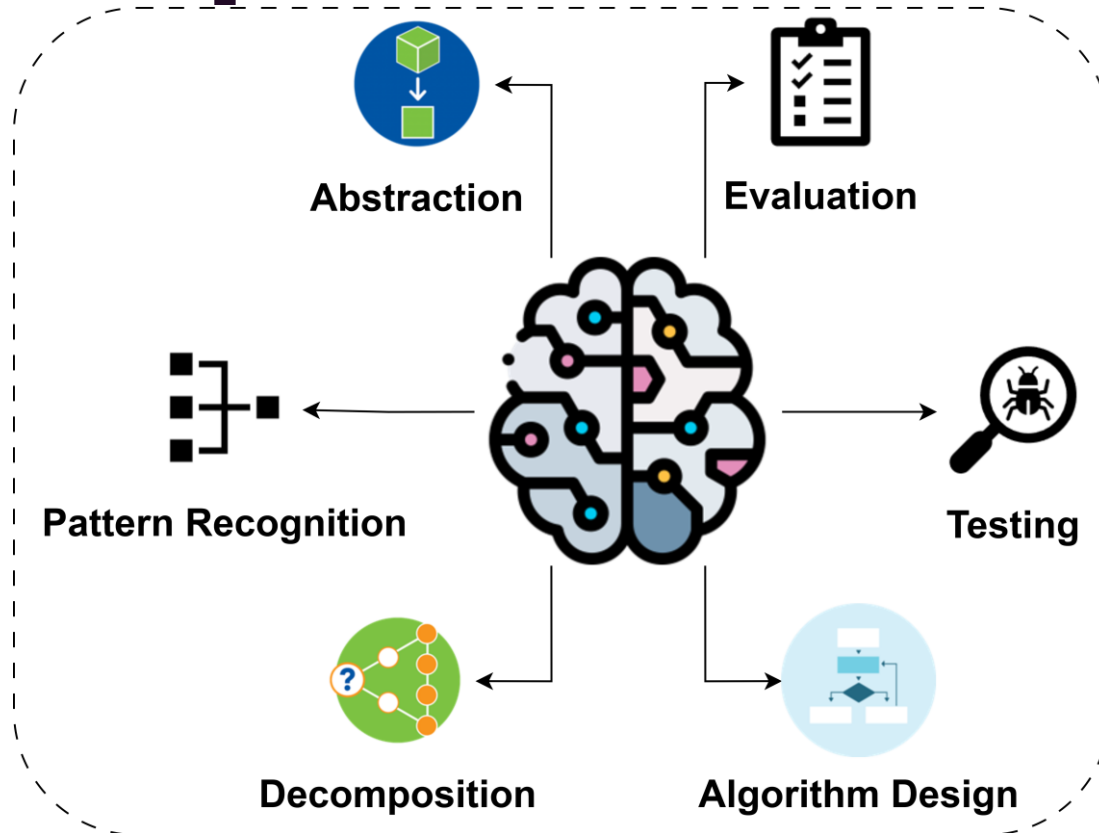 Abstraction
Evaluation
Pattern Recognition
?
Testing
Decomposition
Algorithm Design